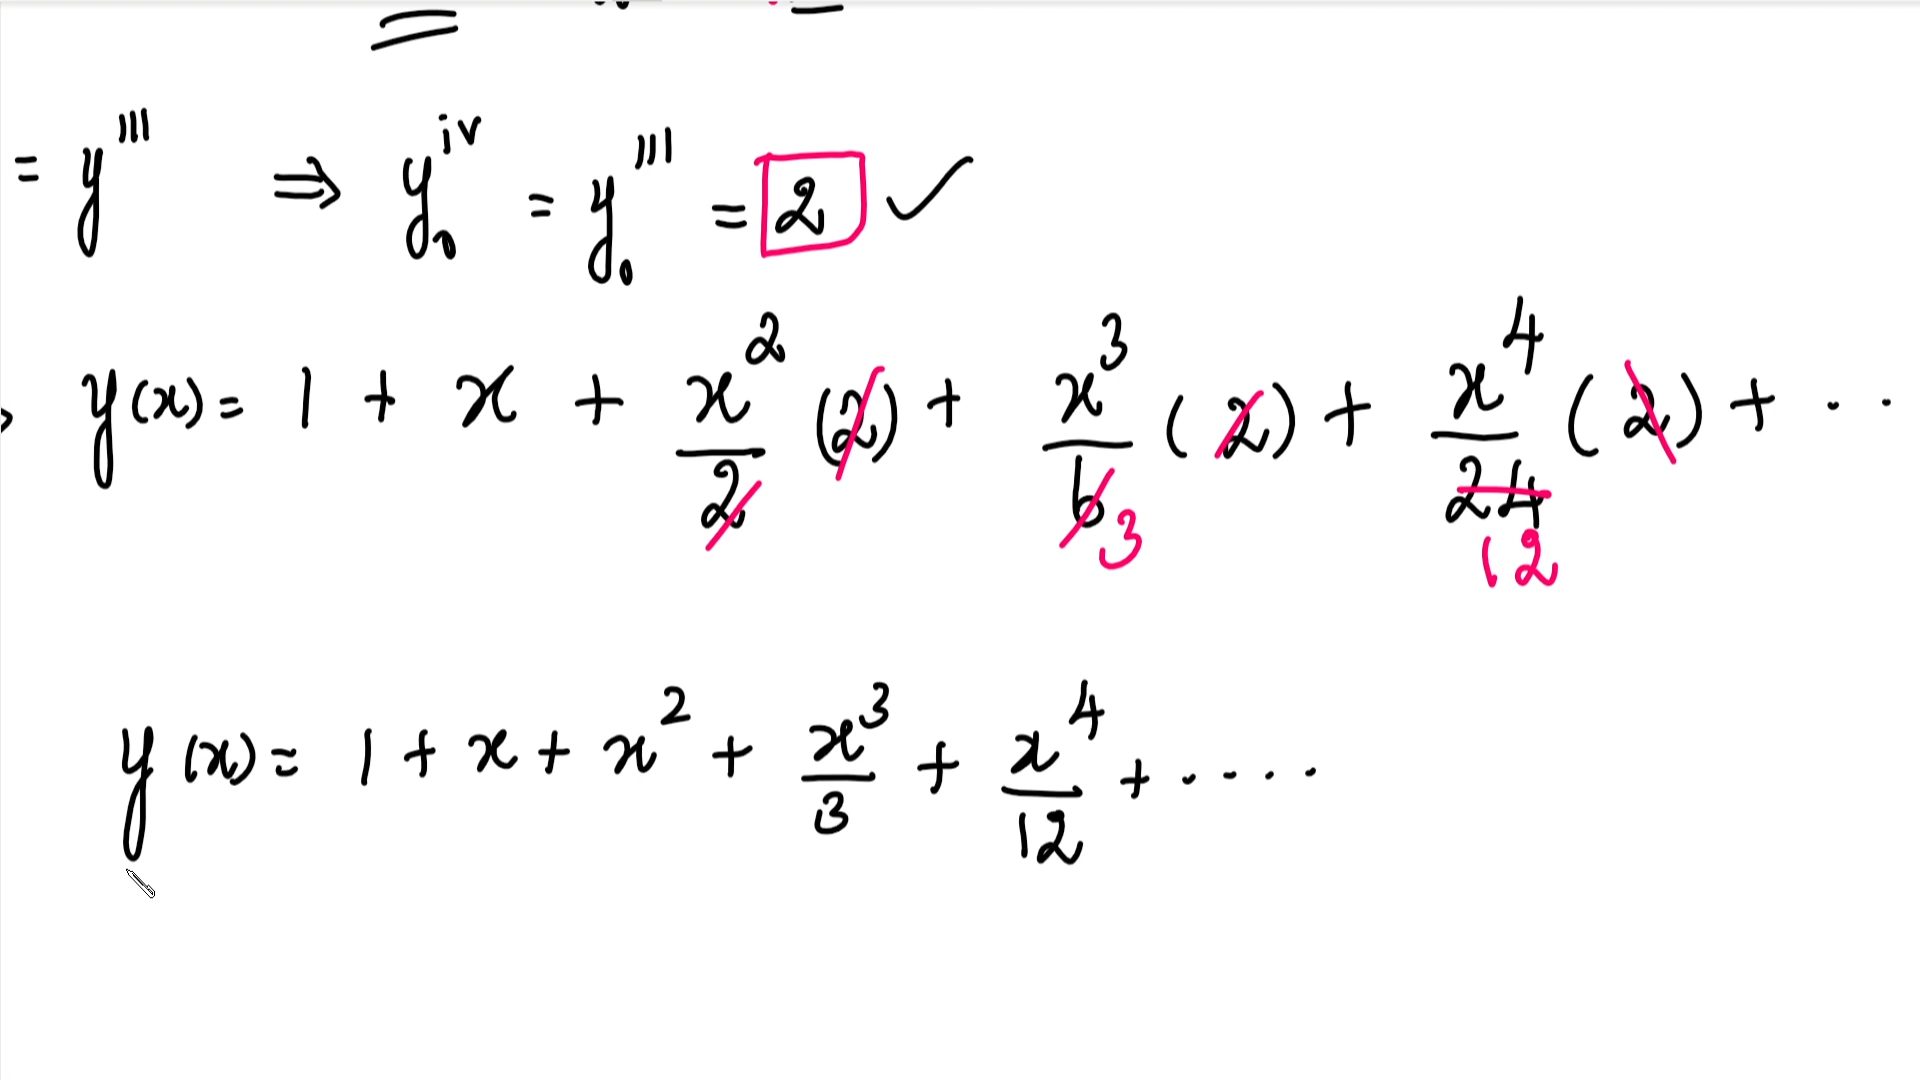 = y''' ⇒ y₀^iv = y₀''' = 2 ✓
y(x) = 1 + x + x²/2 (2) + x³/6 3 (2) + x⁴/24 12 (2) + ..
y(x) = 1 + x + x² + x³/3 + x⁴/12 + ....